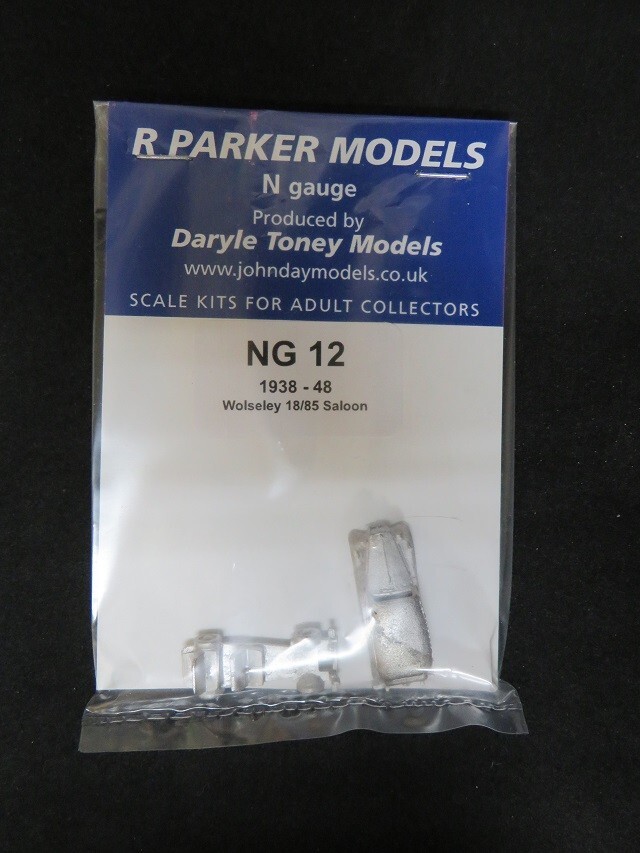 R PARKER MODELS
N gauge
Produced by
Daryle Toney Models
www.johndaymodels.co.uk
SCALE KITS FOR ADULT COLLECTORS
NG 12
1938 - 48
Wolseley 18/85 Saloon